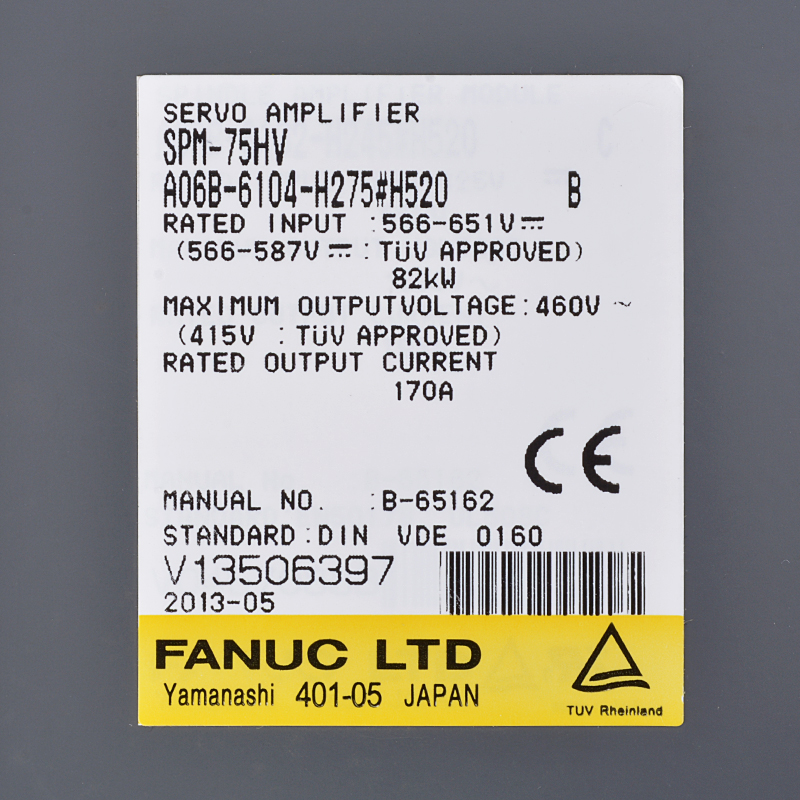 SERVO AMPLIFIER
SPM-75HV
A06B-6104-H275#H520 B
RATED INPUT :566-651V⎓
(566-587V⎓ : TÜV APPROVED)
82kW
MAXIMUM OUTPUTVOLTAGE:460V ~
(415V : TÜV APPROVED)
RATED OUTPUT CURRENT
170A
CE
MANUAL NO. :B-65162
STANDARD:DIN VDE 0160
V13506397
2013-05
FANUC LTD
Yamanashi 401-05 JAPAN
TUV Rheinland